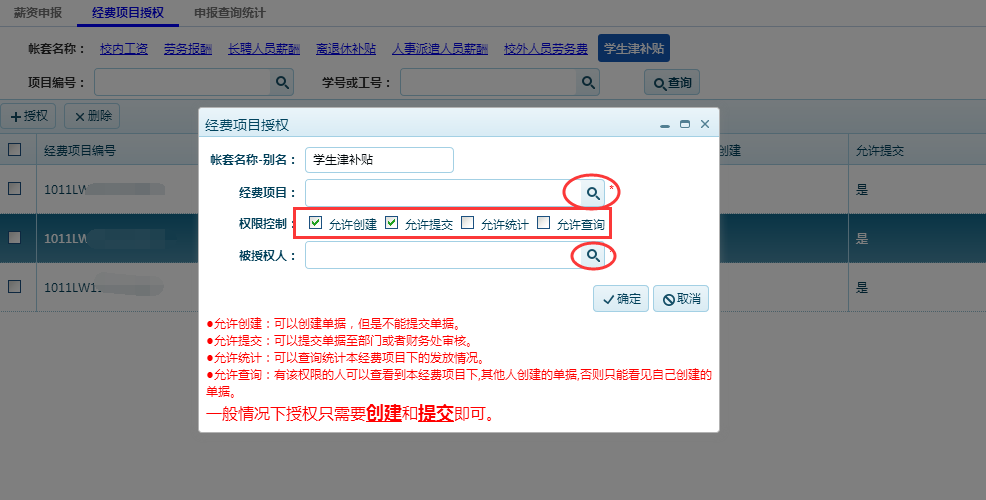 薪资申报 经费项目授权 申报查询统计
帐套名称： 校内工资 劳务报酬 长聘人员薪酬 离退休补贴 人事派遣人员薪酬 校外人员劳务费 学生津补贴
项目编号： 学号或工号： 查询
授权 删除
经费项目编号 创建 允许提交
1011LW 是
1011LW 是
1011LW1 是
经费项目授权
帐套名称-别名： 学生津补贴
经费项目： *
权限控制： 允许创建 允许提交 允许统计 允许查询
被授权人： *
确定 取消
●允许创建：可以创建单据，但是不能提交单据。
●允许提交：可以提交单据至部门或者财务处审核。
●允许统计：可以查询统计本经费项目下的发放情况。
●允许查询：有该权限的人可以查看到本经费项目下,其他人创建的单据,否则只能看见自己创建的
单据。
一般情况下授权只需要创建和提交即可。